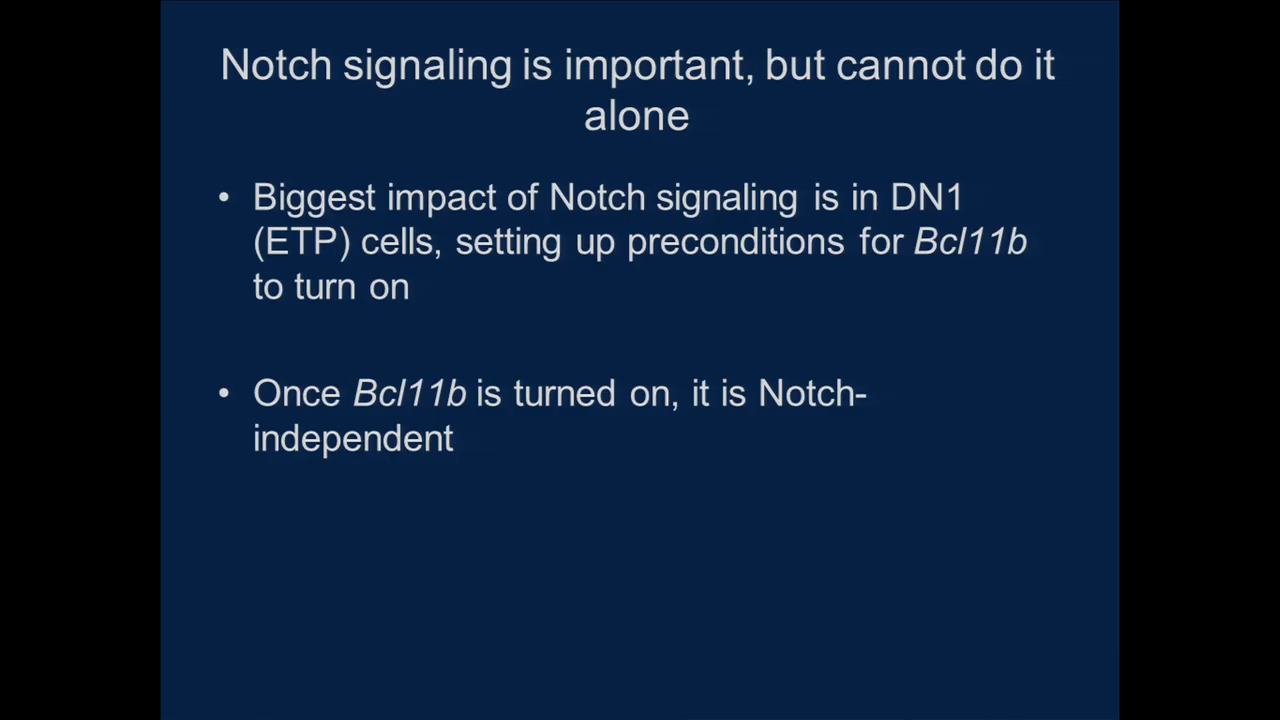 Notch signaling is important, but cannot do it
alone
• Biggest impact of Notch signaling is in DN1
(ETP) cells, setting up preconditions for Bcl11b
to turn on
• Once Bcl11b is turned on, it is Notch-
independent